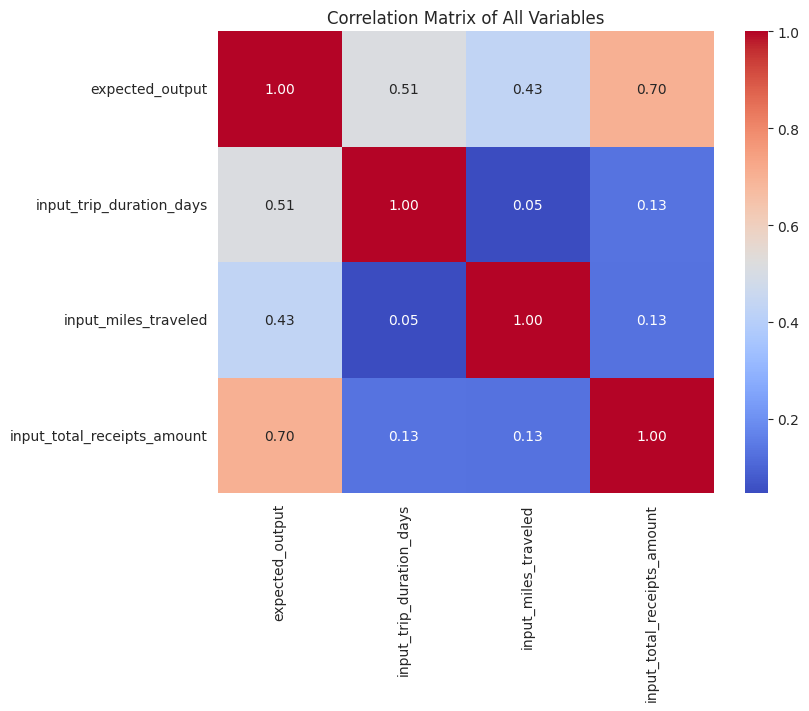 Correlation Matrix of All Variables
expected_output 1.00 0.51 0.43 0.70
input_trip_duration_days 0.51 1.00 0.05 0.13
input_miles_traveled 0.43 0.05 1.00 0.13
input_total_receipts_amount 0.70 0.13 0.13 1.00
expected_output
input_trip_duration_days
input_miles_traveled
input_total_receipts_amount
1.0
0.8
0.6
0.4
0.2